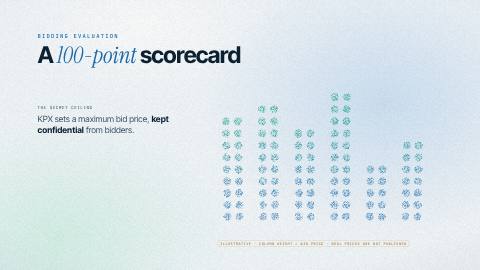 BIDDING EVALUATION
A 100-point scorecard
THE SECRET CEILING
KPX sets a maximum bid price, kept
confidential from bidders.
ILLUSTRATIVE · COLUMN HEIGHT = BID PRICE · REAL PRICES ARE NOT PUBLISHED